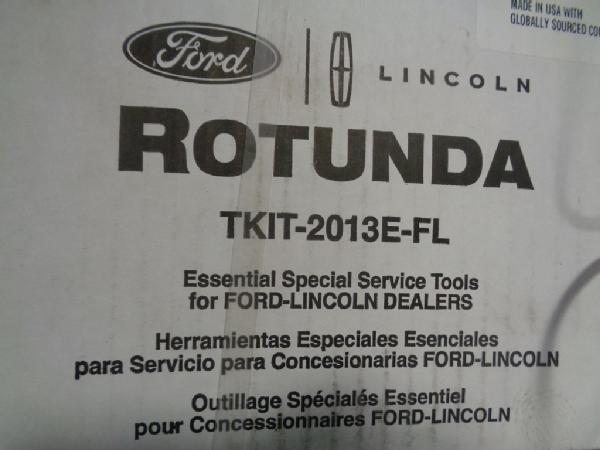 MADE IN USA WITH
GLOBALLY SOURCED
Ford
LINCOLN
ROTUNDA
TKIT-2013E-FL
Essential Special Service Tools
for FORD-LINCOLN DEALERS
Herramientas Especiales Esenciales
para Servicio para Concesionarias FORD-LINCOLN
Outillage Spécialés Essentiel
pour Concessionnaires FORD-LINCOLN